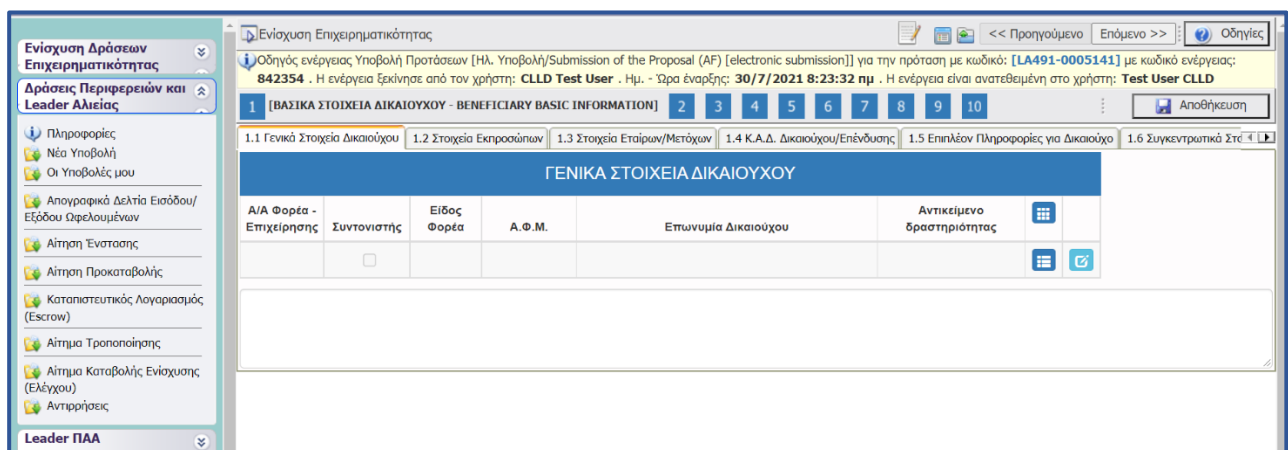 Ενίσχυση Δράσεων
Επιχειρηματικότητας
Δράσεις Περιφερειών και
Leader Αλιείας
Πληροφορίες
Νέα Υποβολή
Οι Υποβολές μου
Απογραφικά Δελτία Εισόδου/
Εξόδου Ωφελουμένων
Αίτηση Ένστασης
Αίτηση Προκαταβολής
Καταπιστευτικός Λογαριασμός
(Escrow)
Αίτημα Τροποποίησης
Αίτημα Καταβολής Ενίσχυσης
(Ελέγχου)
Αντιρρήσεις
Leader ΠΑΑ
Ενίσχυση Επιχειρηματικότητας
<< Προηγούμενο Επόμενο >> Οδηγίες
Οδηγός ενέργειας Υποβολή Προτάσεων [Ηλ. Υποβολή/Submission of the Proposal (AF) [electronic submission]] για την πρόταση με κωδικό: [LA491-0005141] με κωδικό ενέργειας:
842354 . Η ενέργεια ξεκίνησε από τον χρήστη: CLLD Test User . Ημ. - Ώρα έναρξης: 30/7/2021 8:23:32 πμ . Η ενέργεια είναι ανατεθειμένη στο χρήστη: Test User CLLD
1 [ΒΑΣΙΚΑ ΣΤΟΙΧΕΙΑ ΔΙΚΑΙΟΥΧΟΥ - BENEFICIARY BASIC INFORMATION] 2 3 4 5 6 7 8 9 10 Αποθήκευση
1.1 Γενικά Στοιχεία Δικαιούχου 1.2 Στοιχεία Εκπροσώπων 1.3 Στοιχεία Εταίρων/Μετόχων 1.4 Κ.Α.Δ. Δικαιούχου/Επένδυσης 1.5 Επιπλέον Πληροφορίες για Δικαιούχο 1.6 Συγκεντρωτικά Στο
ΓΕΝΙΚΑ ΣΤΟΙΧΕΙΑ ΔΙΚΑΙΟΥΧΟΥ
Α/Α Φορέα -
Επιχείρησης Συντονιστής Είδος
Φορέα Α.Φ.Μ. Επωνυμία Δικαιούχου Αντικείμενο
δραστηριότητας